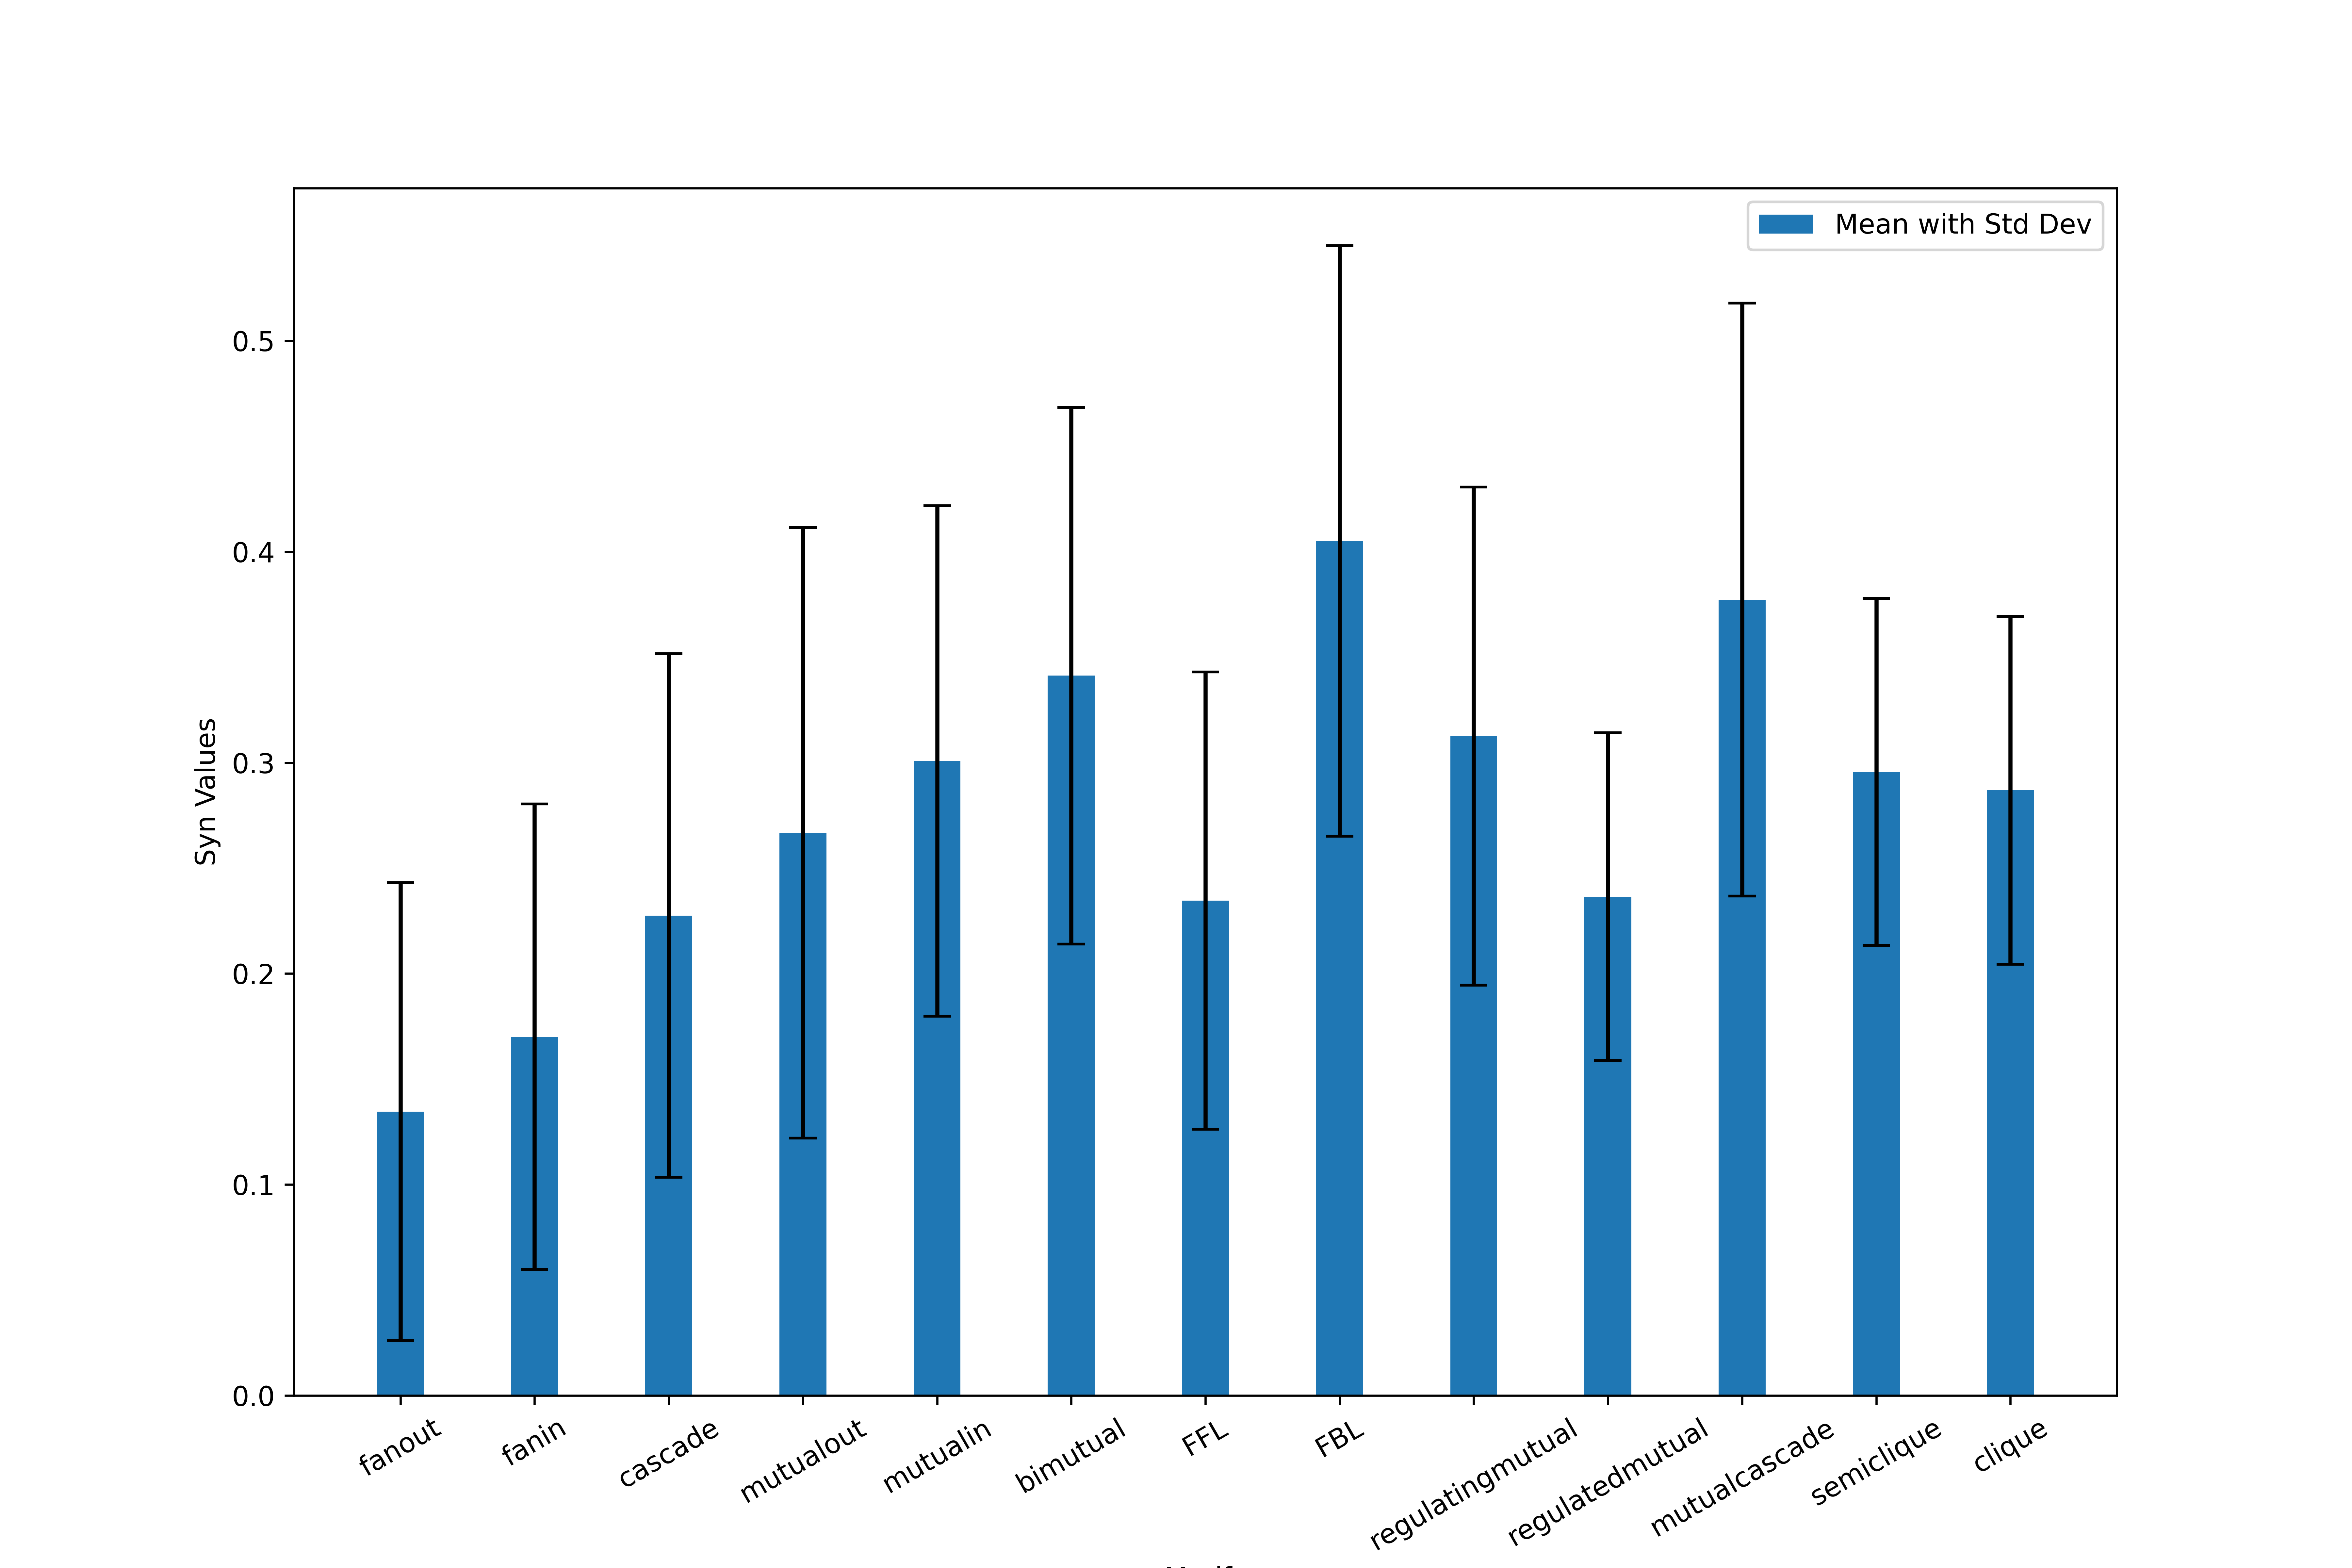 Mean with Std Dev
Syn Values
0.5
0.4
0.3
0.2
0.1
0.0
fanout
fanin
cascade
mutualout
mutualin
bimutual
FFL
FBL
regulatingmutual
regulatedmutual
mutualcascade
semiclique
clique